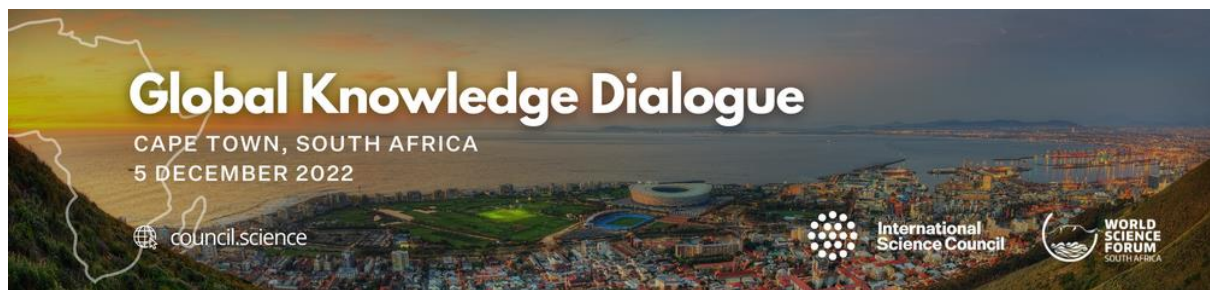 Global Knowledge Dialogue
CAPE TOWN, SOUTH AFRICA
5 DECEMBER 2022
council.science
International
Science Council
WORLD
SCIENCE
FORUM
SOUTH AFRICA